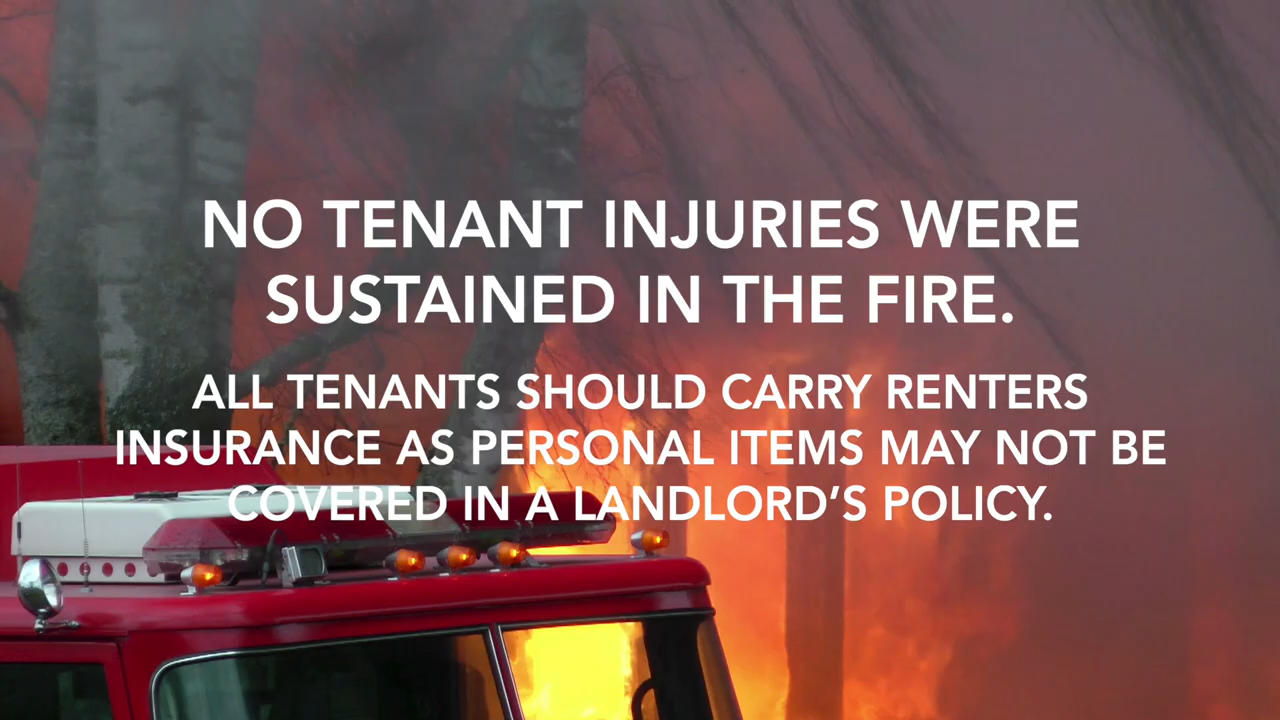 NO TENANT INJURIES WERE
SUSTAINED IN THE FIRE.
ALL TENANTS SHOULD CARRY RENTERS
INSURANCE AS PERSONAL ITEMS MAY NOT BE
COVERED IN A LANDLORD’S POLICY.